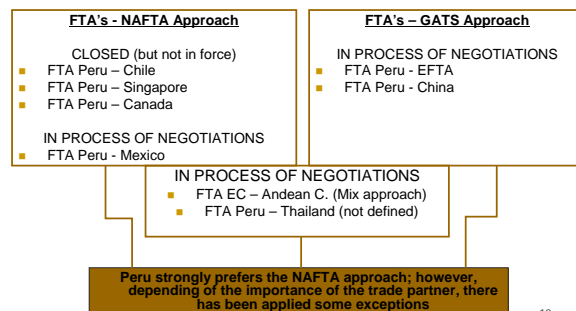 FTA's - NAFTA Approach
CLOSED (but not in force)
FTA Peru – Chile
FTA Peru – Singapore
FTA Peru – Canada
IN PROCESS OF NEGOTIATIONS
FTA Peru - Mexico
FTA's – GATS Approach
IN PROCESS OF NEGOTIATIONS
FTA Peru - EFTA
FTA Peru - China
IN PROCESS OF NEGOTIATIONS
FTA EC – Andean C. (Mix approach)
FTA Peru – Thailand (not defined)
Peru strongly prefers the NAFTA approach; however,
depending of the importance of the trade partner, there
has been applied some exceptions